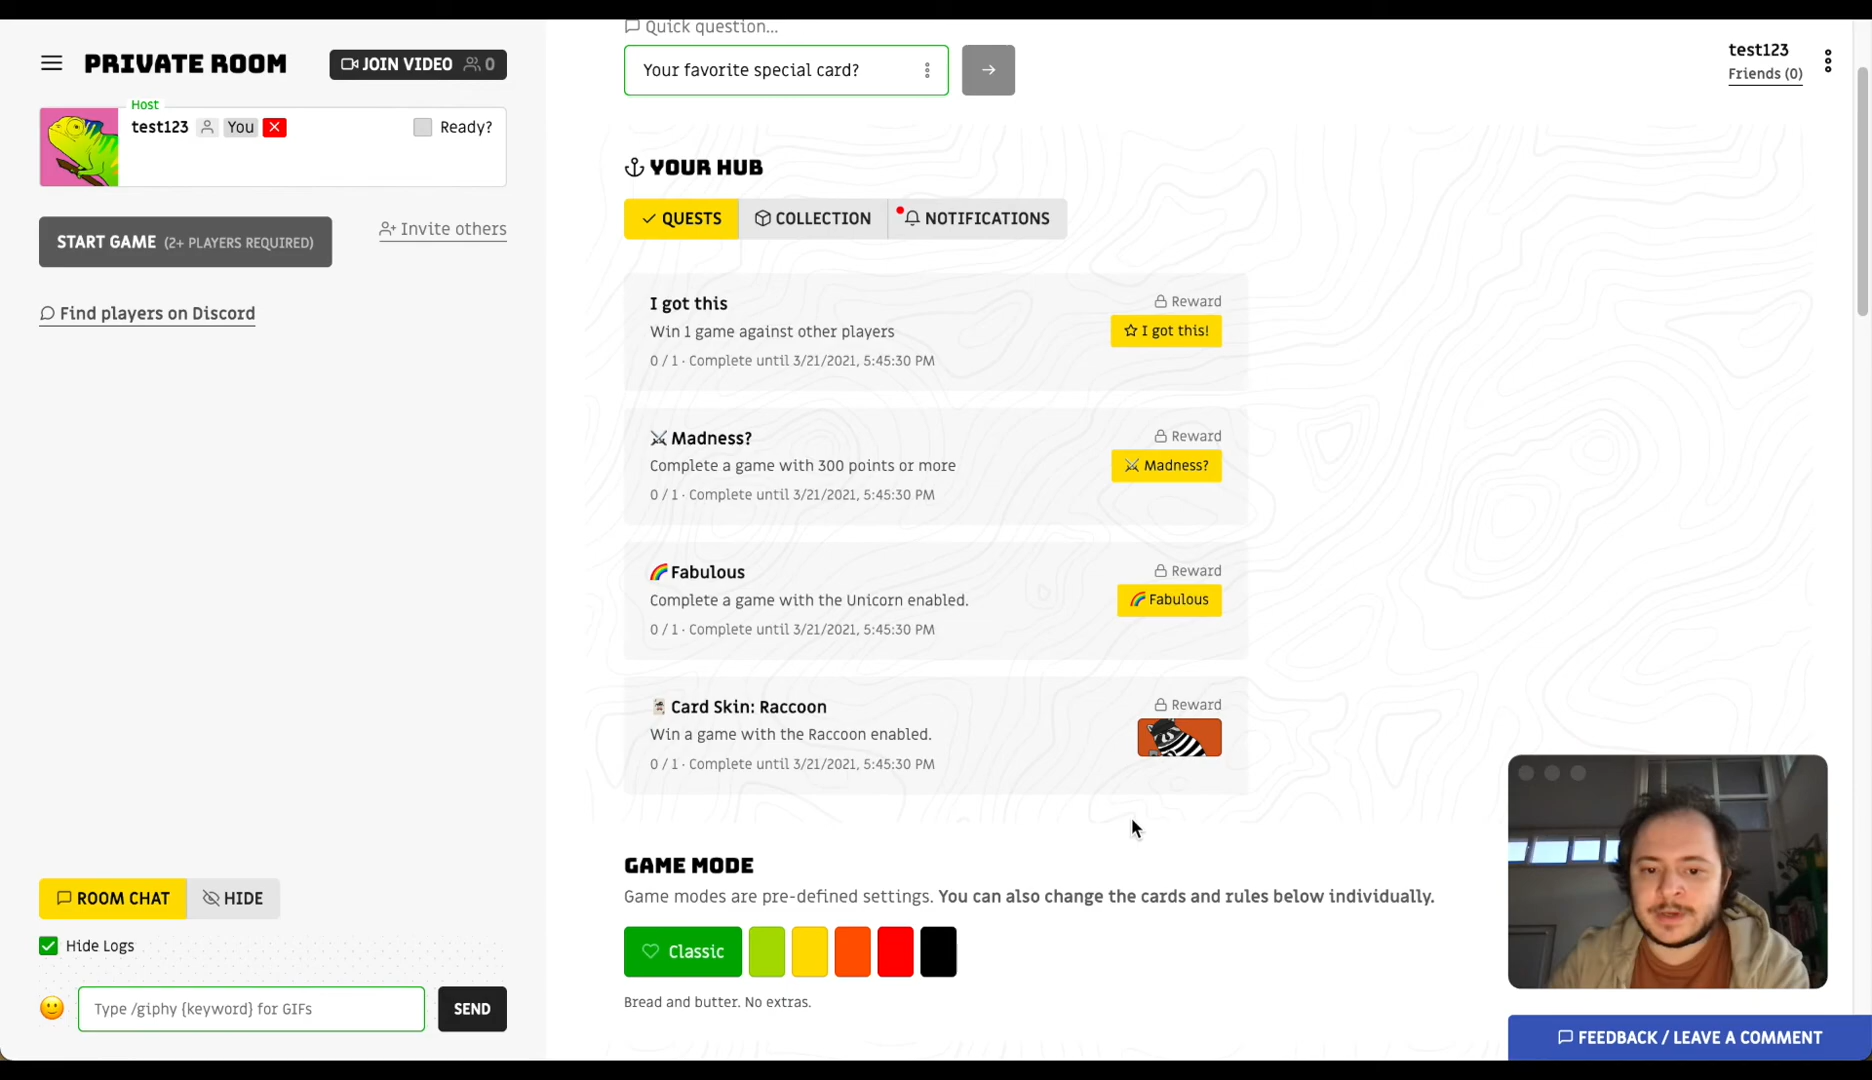 PRIVATE ROOM
JOIN VIDEO 0
Host
test123 You
Ready?
START GAME (2+ PLAYERS REQUIRED)
Invite others
Find players on Discord
ROOM CHAT
HIDE
Hide Logs
Type /giphy {keyword} for GIFs
SEND
Quick question...
Your favorite special card?
test123
Friends (0)
YOUR HUB
QUESTS
COLLECTION
NOTIFICATIONS
I got this
Win 1 game against other players
0 / 1 · Complete until 3/21/2021, 5:45:30 PM
Reward
I got this!
Madness?
Complete a game with 300 points or more
0 / 1 · Complete until 3/21/2021, 5:45:30 PM
Reward
Madness?
Fabulous
Complete a game with the Unicorn enabled.
0 / 1 · Complete until 3/21/2021, 5:45:30 PM
Reward
Fabulous
Card Skin: Raccoon
Win a game with the Raccoon enabled.
0 / 1 · Complete until 3/21/2021, 5:45:30 PM
Reward
GAME MODE
Game modes are pre-defined settings. You can also change the cards and rules below individually.
Classic
Bread and butter. No extras.
FEEDBACK / LEAVE A COMMENT